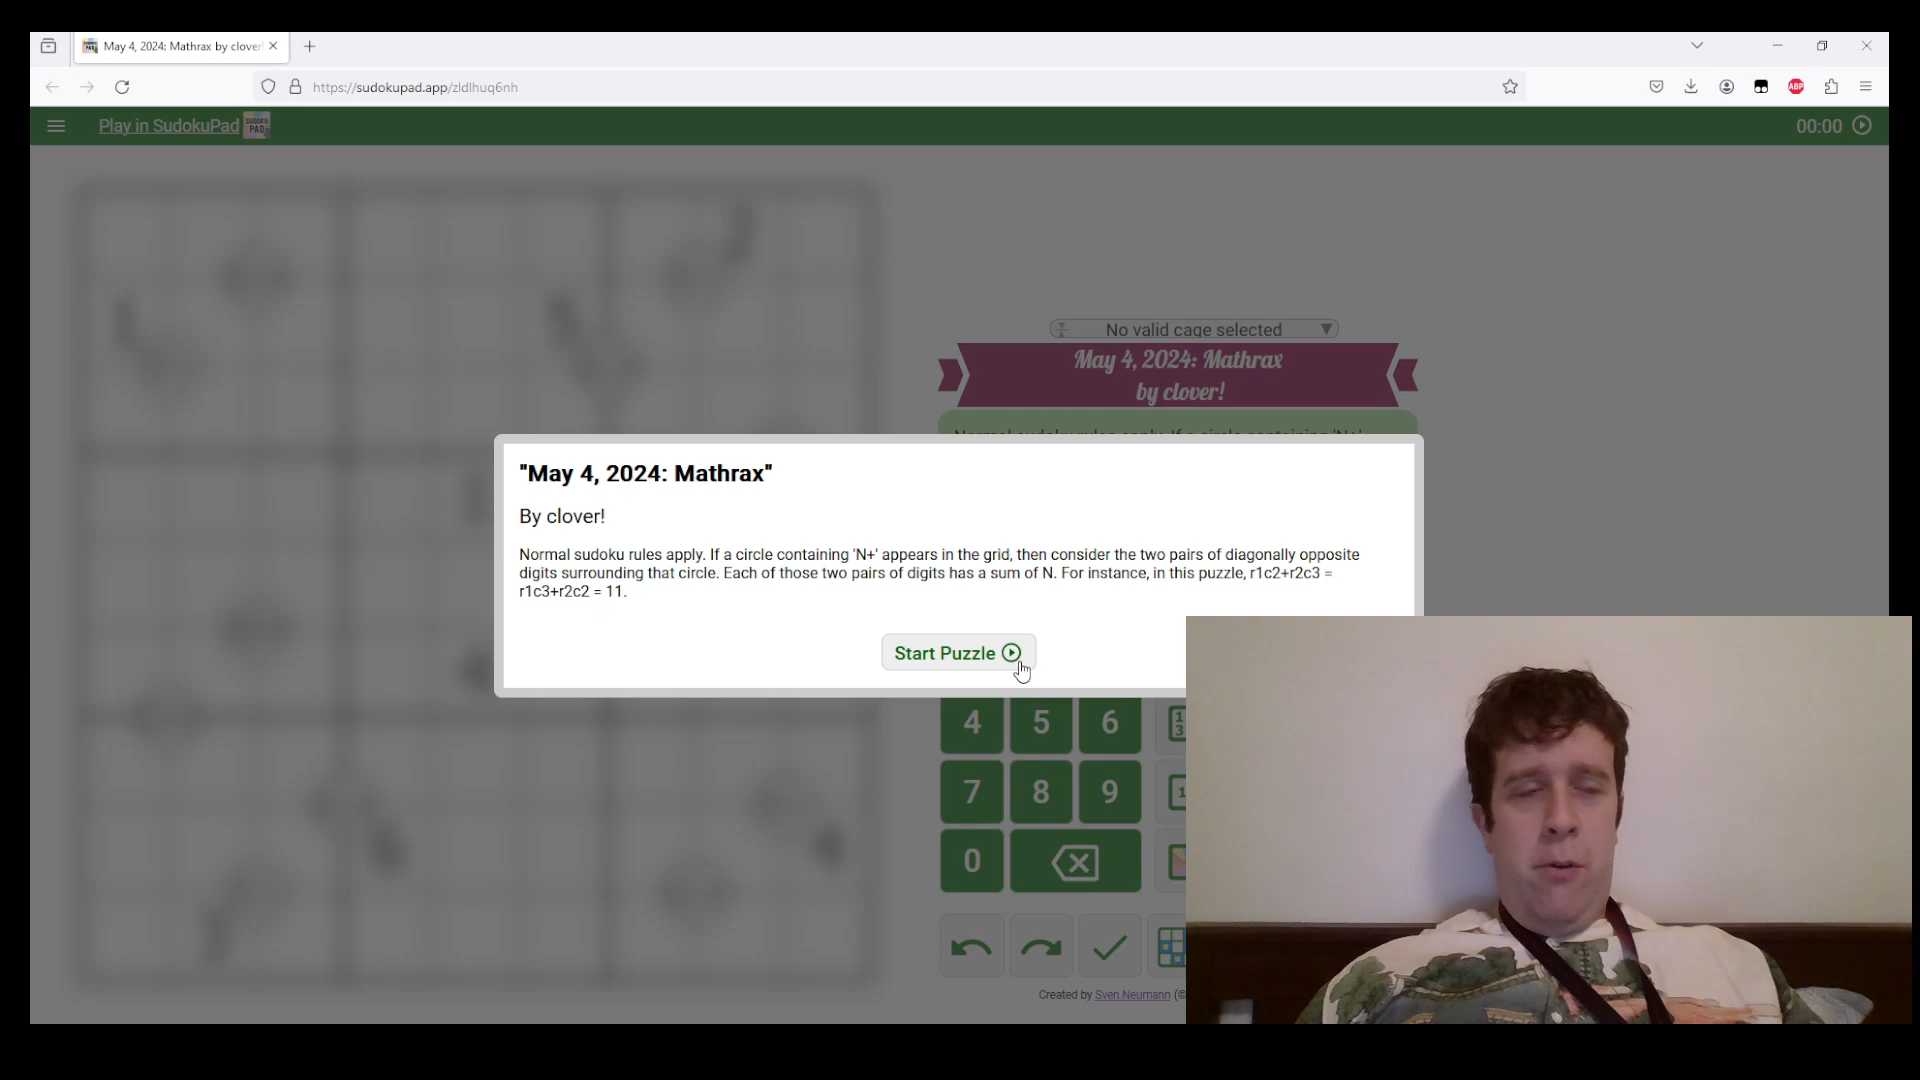 May 4, 2024: Mathrax by clover!
https://sudokupad.app/zldlhuq6nh
ABP
Play in SudokuPad
SUDOKU
PAD
00:00
No valid cage selected
May 4, 2024: Mathrax
by clover!
"May 4, 2024: Mathrax"
By clover!
Normal sudoku rules apply. If a circle containing 'N+' appears in the grid, then consider the two pairs of diagonally opposite
digits surrounding that circle. Each of those two pairs of digits has a sum of N. For instance, in this puzzle, r1c2+r2c3 =
r1c3+r2c2 = 11.
Start Puzzle
4 5 6
7 8 9
0
Created by Sven Neumann (©